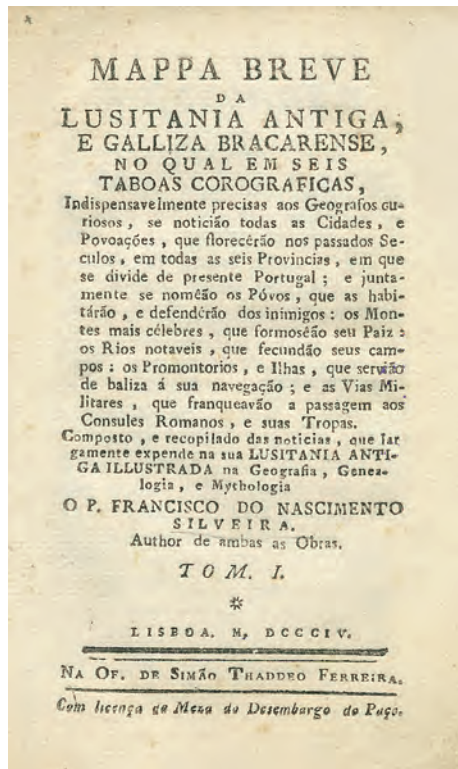 MAPPA BREVE
DA
LUSITANIA ANTIGA,
E GALLIZA BRACARENSE,
NO QUAL EM SEIS
TABOAS COROGRAFICAS,
Indispensavelmente precisas aos Geografos cu-
riosos, se noticião todas as Cidades, e
Povoações, que florecêrão nos passados Se-
culos, em todas as seis Provincias, em que
se divide de presente Portugal; e junta-
mente se nomêão os Póvos, que as habi-
tárão, e defendêrão dos inimigos: os Mon-
tes mais célebres, que formoséão seu Paiz:
os Rios notaveis, que fecundão seus cam-
pos: os Promontorios, e Ilhas, que servião
de baliza á sua navegação; e as Vias Mi-
litares, que franqueavão a passagem aos
Consules Romanos, e suas Tropas.
Composto, e recopilado das noticias, que lar
gamente expende na sua LUSITANIA ANTI-
GA ILLUSTRADA na Geografia, Genea-
logia, e Mythologia
O P. FRANCISCO DO NASCIMENTO
SILVEIRA.
Author de ambas as Obras.
TOM. I.
*
LISBOA. M, DCCCIV.
NA OF. DE SIMÃO THADDEO FERREIRA.
Com licença da Meza do Desembargo do Paço.